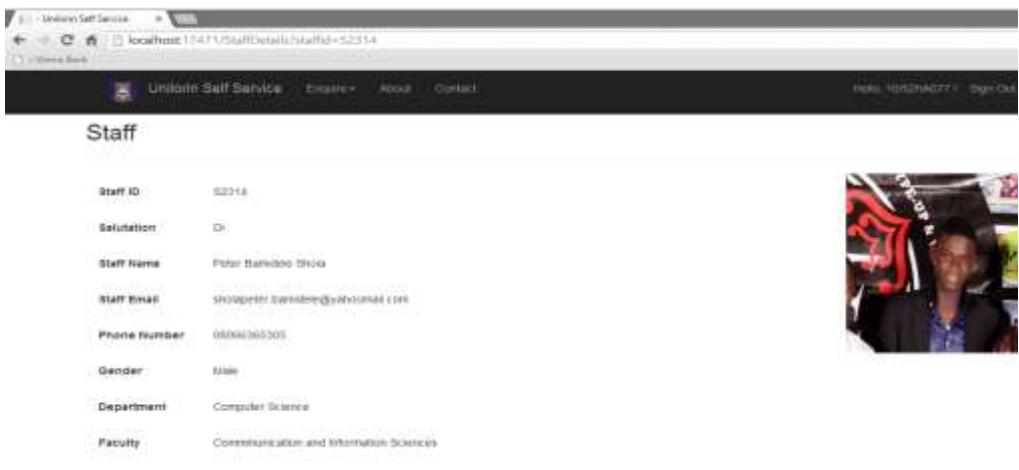 - Unilorin Self Service
localhost:17471/StaffDetails?staffid=52314
Unilorin Self Service Enquire About Contact Hello, Sign Out
Staff
Staff ID 52314
Salutation Dr
Staff Name Peter Bamidele Shola
Staff Email
Phone Number
Gender Male
Department Computer Science
Faculty Communication and Information Sciences